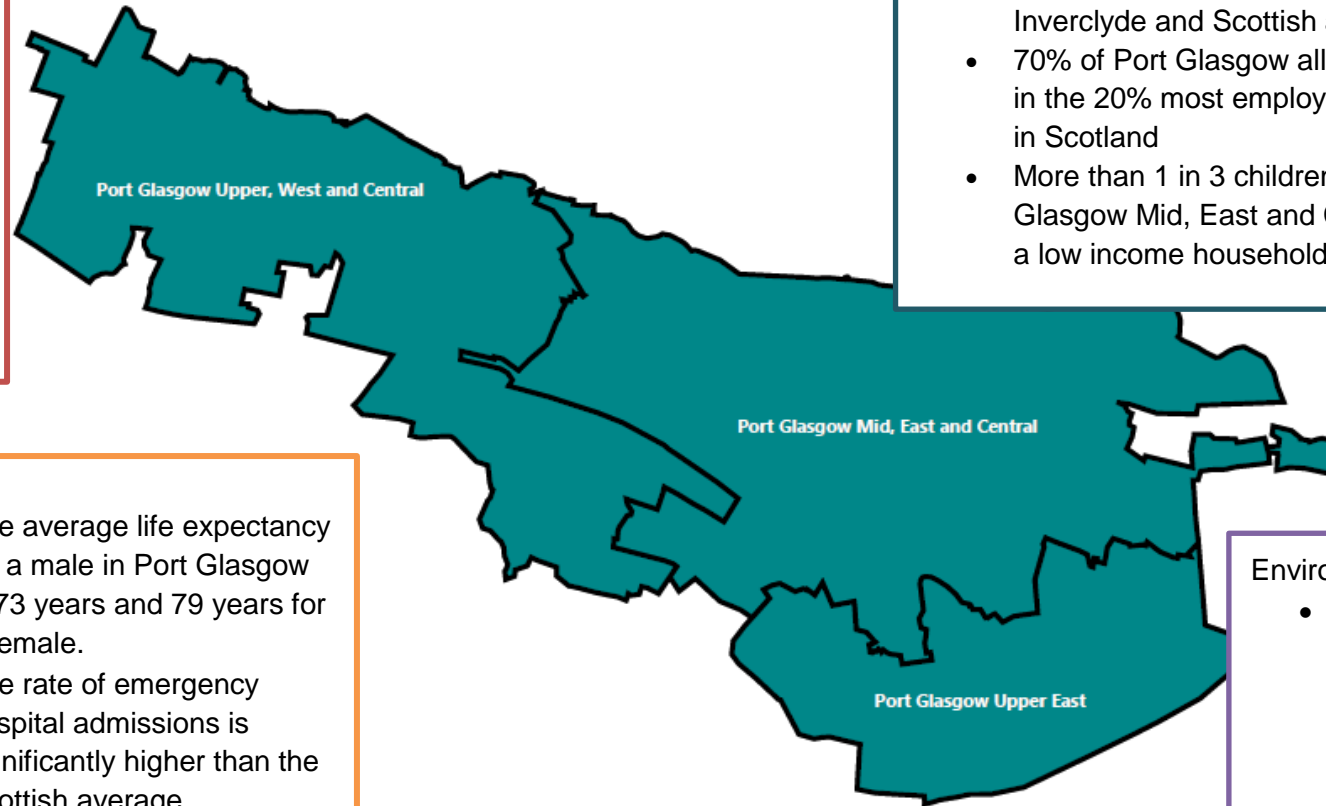 Inverclyde and Scottish
• 70% of Port Glasgow all
in the 20% most employ
in Scotland
• More than 1 in 3 children
Glasgow Mid, East and
a low income household
Port Glasgow Upper, West and Central
Port Glasgow Mid, East and Central
Port Glasgow Upper East
e average life expectancy
a male in Port Glasgow
73 years and 79 years for
emale.
e rate of emergency
spital admissions is
nificantly higher than the
ottish average
Enviro
•